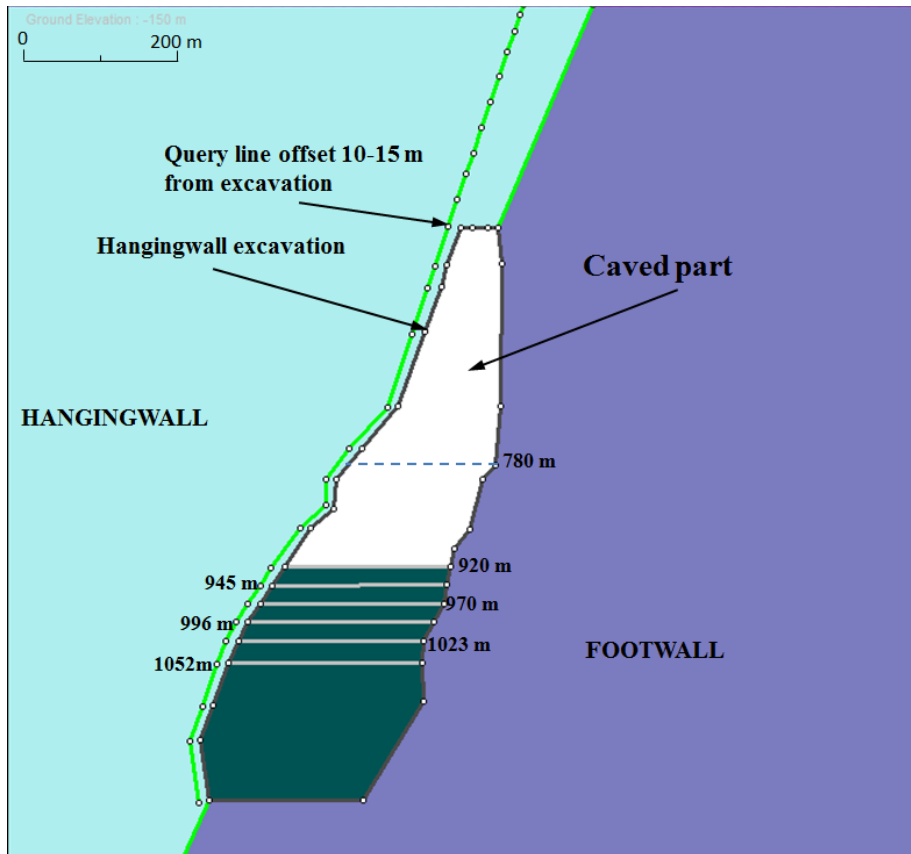 Ground Elevation : -150 m
0 200 m
Query line offset 10-15 m
from excavation
Hangingwall excavation
Caved part
HANGINGWALL
780 m
920 m
945 m
970 m
996 m
1023 m
1052m
FOOTWALL